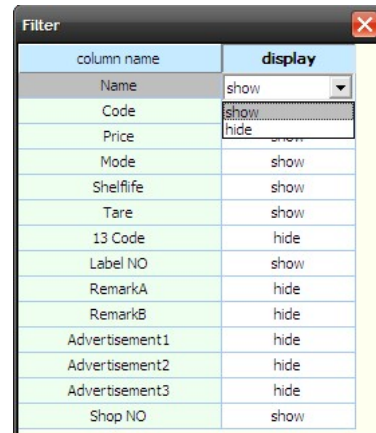 Filter
column name display
Name show
Code show
hide
Price
Mode show
Shelflife show
Tare show
13 Code hide
Label NO show
RemarkA hide
RemarkB hide
Advertisement1 hide
Advertisement2 hide
Advertisement3 hide
Shop NO show